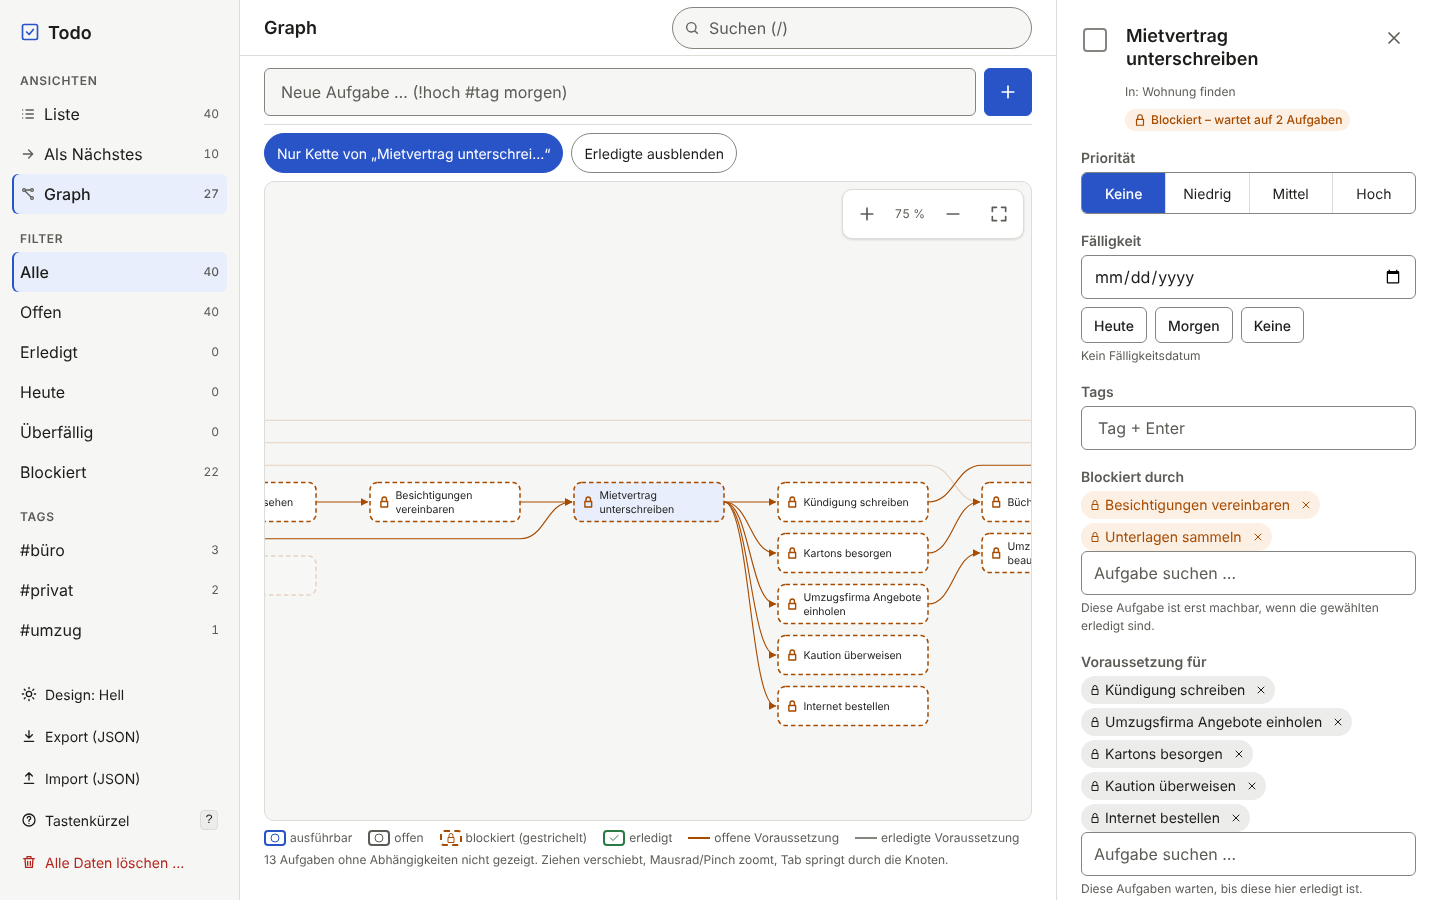 Todo
ANSICHTEN
Liste 40
Als Nächstes 10
Graph 27
FILTER
Alle 40
Offen 40
Erledigt 0
Heute 0
Überfällig 0
Blockiert 22
TAGS
#büro 3
#privat 2
#umzug 1
Design: Hell
Export (JSON)
Import (JSON)
Tastenkürzel ?
Alle Daten löschen ...
Graph
Suchen (/)
Neue Aufgabe ... (!hoch #tag morgen)
Nur Kette von „Mietvertrag unterschrei...“
Erledigte ausblenden
75 %
sehen
Besichtigungen
vereinbaren
Mietvertrag
unterschreiben
Kündigung schreiben
Kartons besorgen
Umzugsfirma Angebote
einholen
Kaution überweisen
Internet bestellen
Büch
Umz
beau
ausführbar
offen
blockiert (gestrichelt)
erledigt
offene Voraussetzung
erledigte Voraussetzung
13 Aufgaben ohne Abhängigkeiten nicht gezeigt. Ziehen verschiebt, Mausrad/Pinch zoomt, Tab springt durch die Knoten.
Mietvertrag
unterschreiben
In: Wohnung finden
Blockiert – wartet auf 2 Aufgaben
Priorität
Keine Niedrig Mittel Hoch
Fälligkeit
mm/dd/yyyy
Heute Morgen Keine
Kein Fälligkeitsdatum
Tags
Tag + Enter
Blockiert durch
Besichtigungen vereinbaren
Unterlagen sammeln
Aufgabe suchen ...
Diese Aufgabe ist erst machbar, wenn die gewählten
erledigt sind.
Voraussetzung für
Kündigung schreiben
Umzugsfirma Angebote einholen
Kartons besorgen
Kaution überweisen
Internet bestellen
Aufgabe suchen ...
Diese Aufgaben warten, bis diese hier erledigt ist.